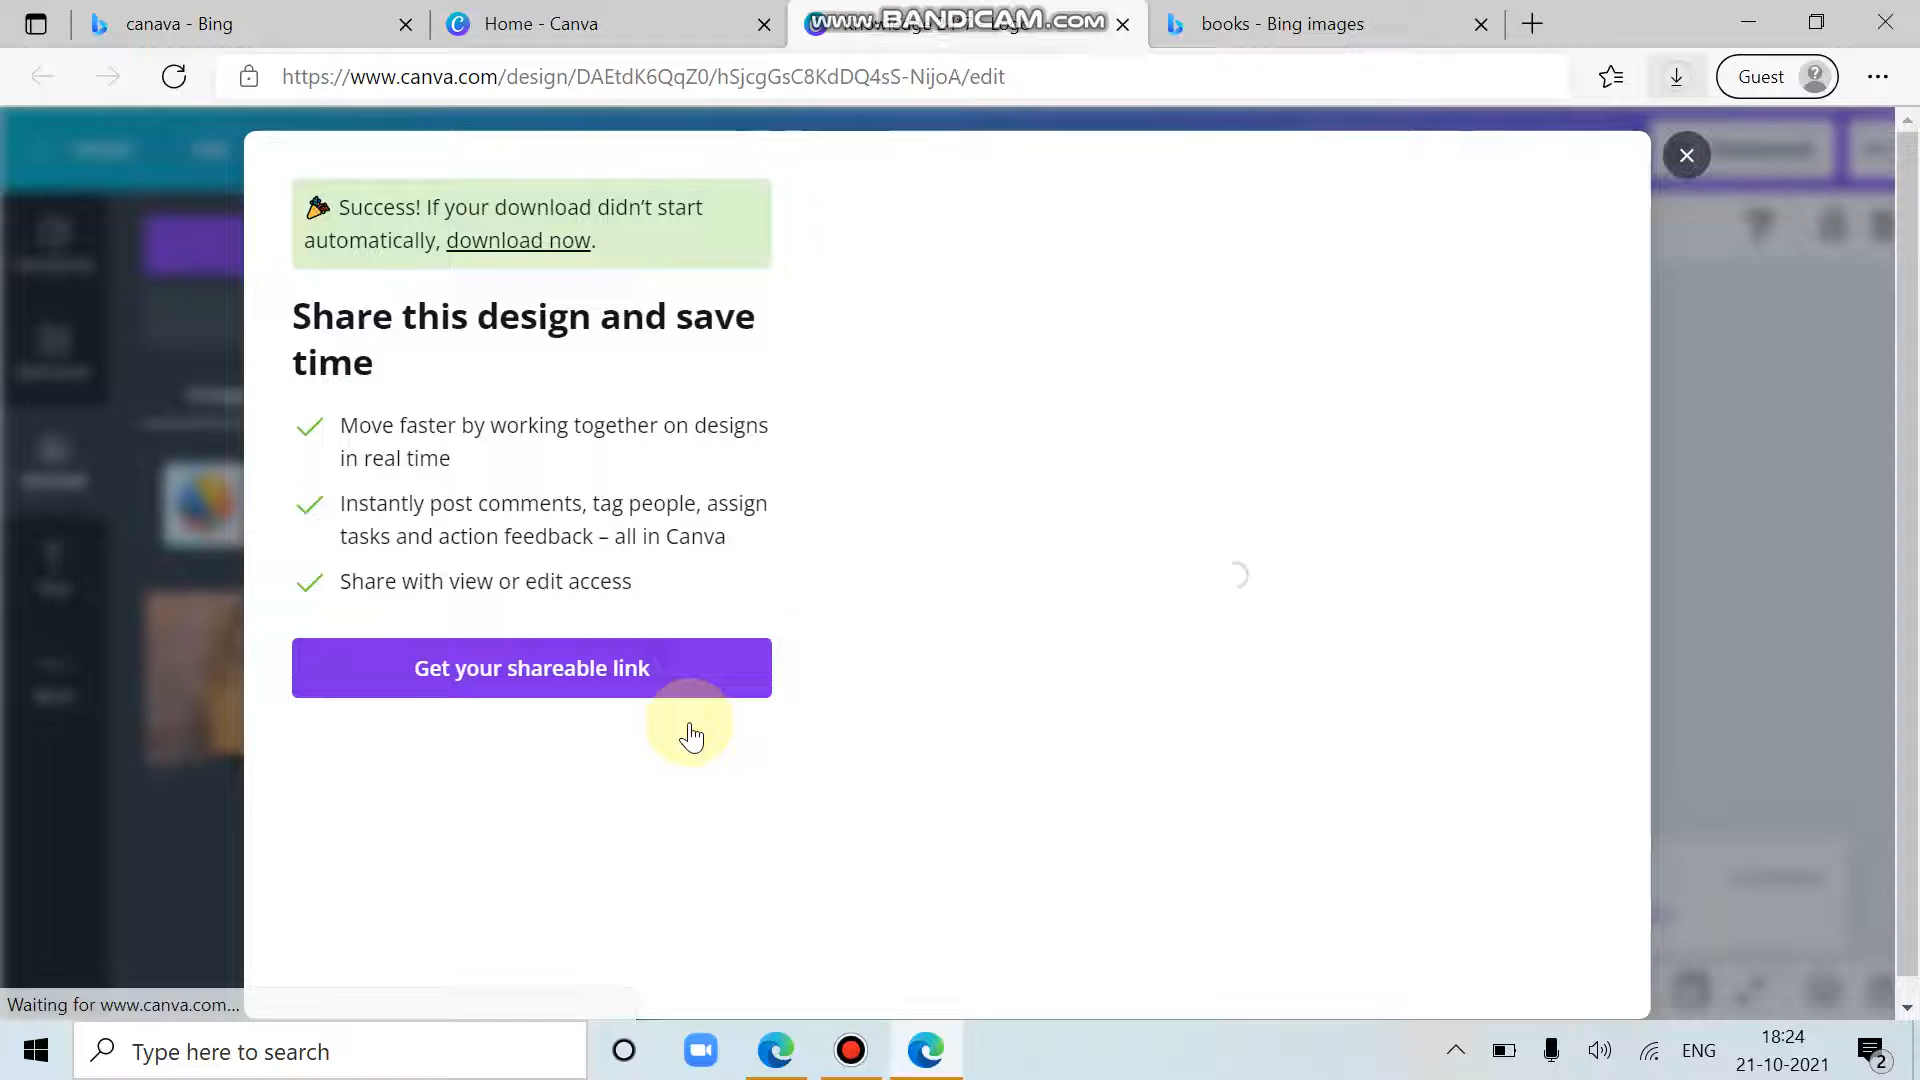 canava - Bing
Home - Canva
WWW.BANDICAM.COM
books - Bing images
https://www.canva.com/design/DAEtdK6QqZ0/hSjcgGsC8KdDQ4sS-NijoA/edit
Guest
Success! If your download didn't start
automatically, download now.
Share this design and save
time
Move faster by working together on designs
in real time
Instantly post comments, tag people, assign
tasks and action feedback – all in Canva
Share with view or edit access
Get your shareable link
Waiting for www.canva.com...
Type here to search
ENG
18:24
21-10-2021
2